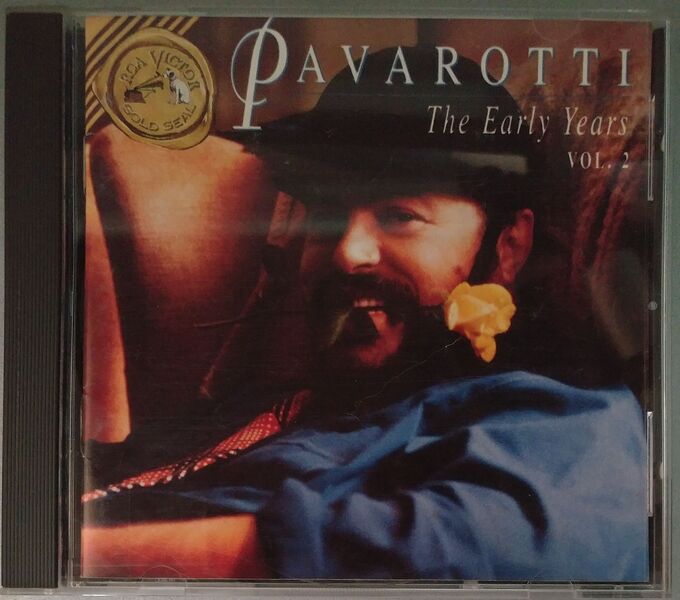 RCA VICTOR
GOLD SEAL
PAVAROTTI
The Early Years
VOL. 2